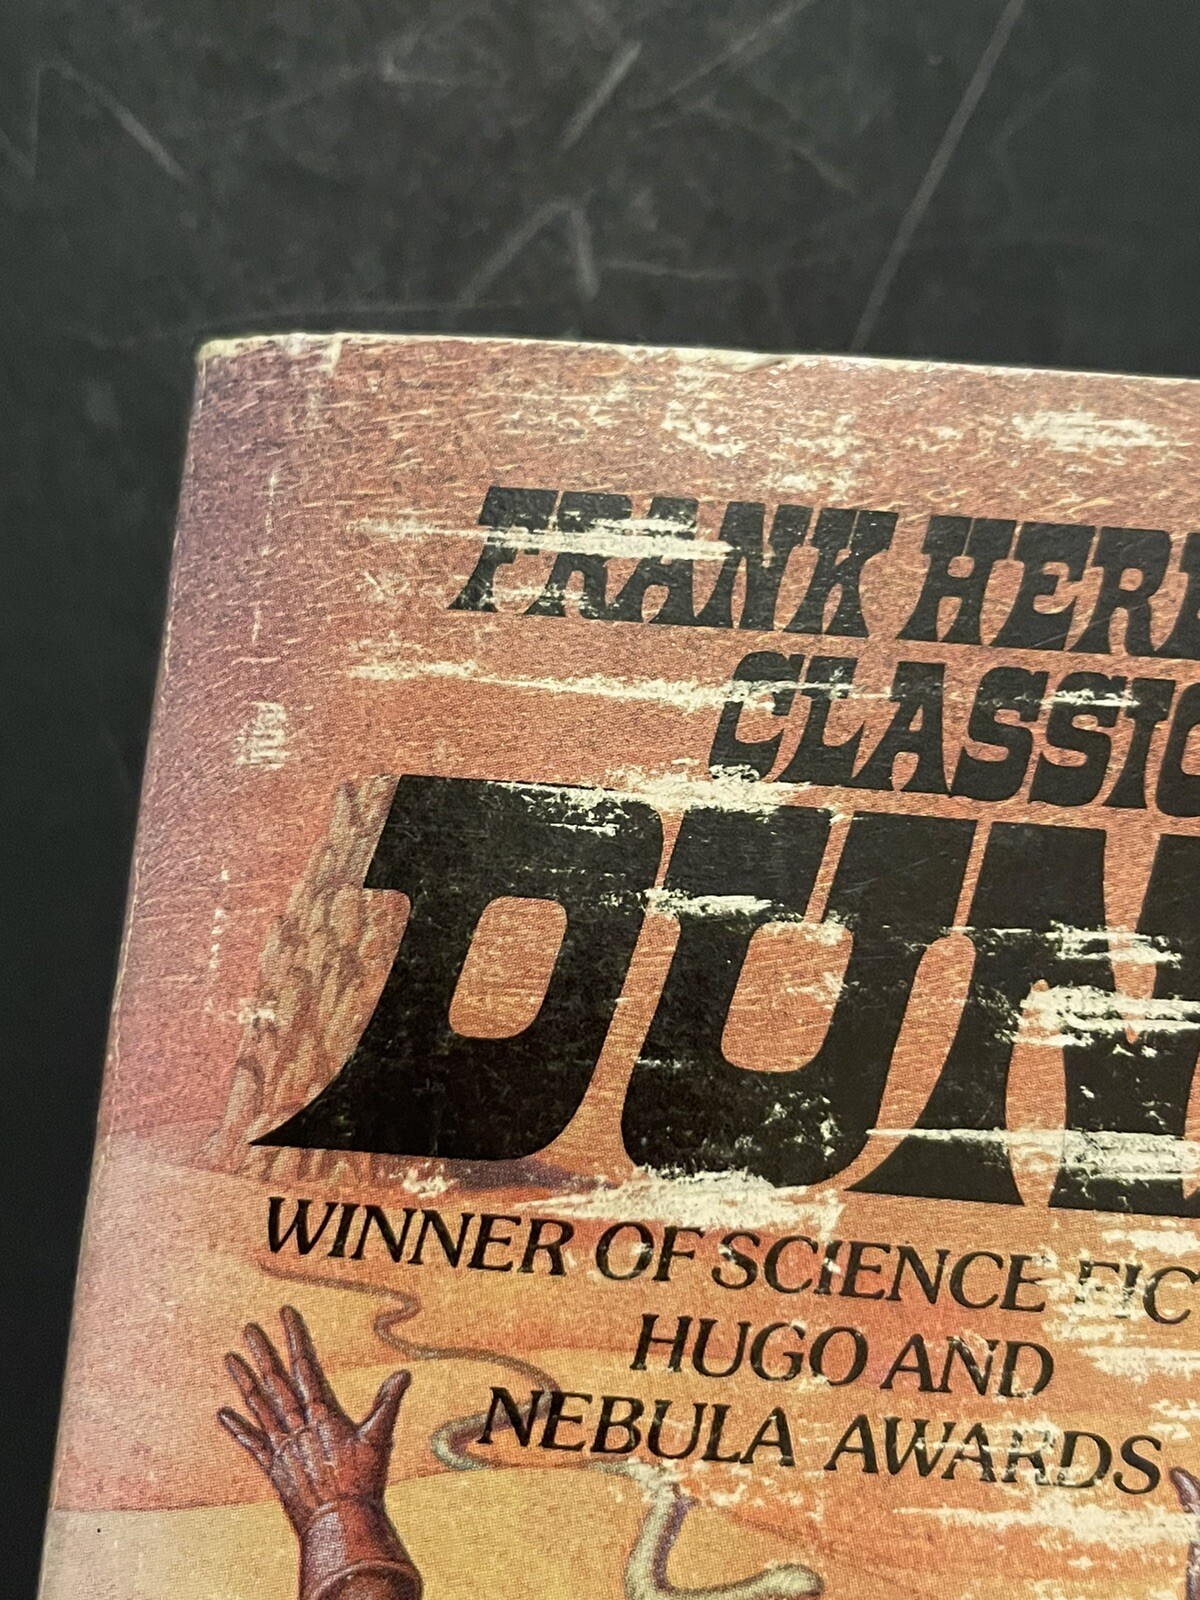 FRANK HER
CLASSIC
DUN
WINNER OF SCIENCE FIC
HUGO AND
NEBULA AWARDS